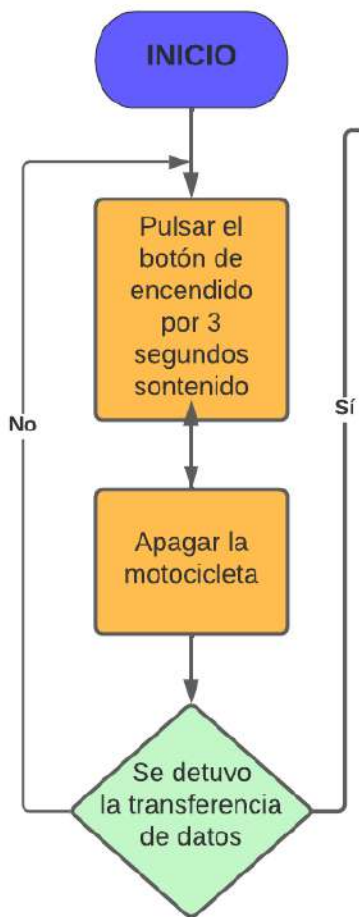 INICIO
Pulsar el
botón de
encendido
por 3
segundos
sontenido
No
Sí
Apagar la
motocicleta
Se detuvo
la transferencia
de datos